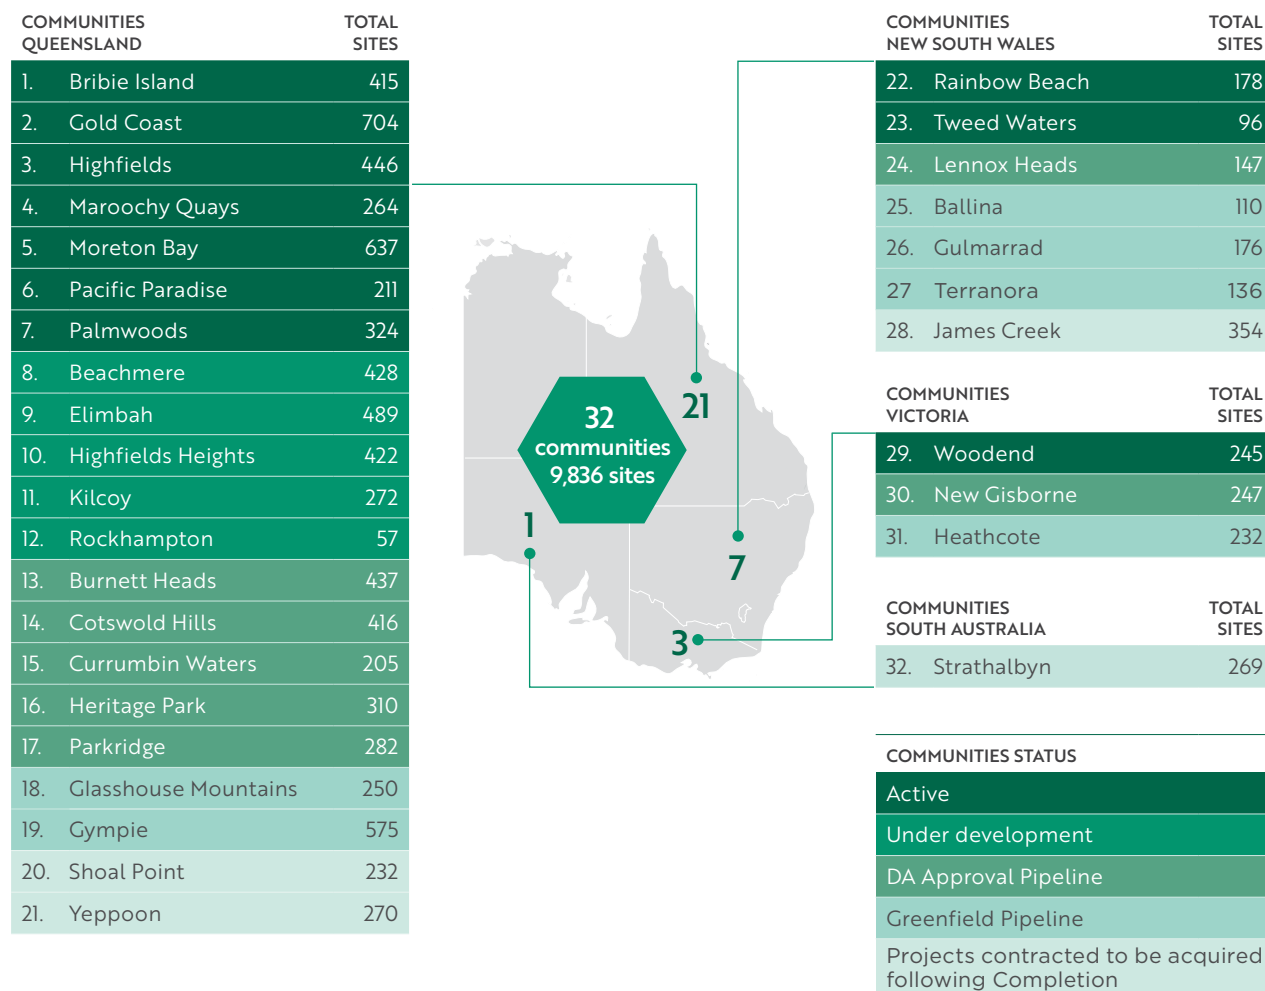 COMMUNITIES TOTAL
QUEENSLAND SITES
1. Bribie Island 415
2. Gold Coast 704
3. Highfields 446
4. Maroochy Quays 264
5. Moreton Bay 637
6. Pacific Paradise 211
7. Palmwoods 324
8. Beachmere 428
9. Elimbah 489
10. Highfields Heights 422
11. Kilcoy 272
12. Rockhampton 57
13. Burnett Heads 437
14. Cotswold Hills 416
15. Currumbin Waters 205
16. Heritage Park 310
17. Parkridge 282
18. Glasshouse Mountains 250
19. Gympie 575
20. Shoal Point 232
21. Yeppoon 270
32
communities
9,836 sites
21
1
7
3
COMMUNITIES TOTAL
NEW SOUTH WALES SITES
22. Rainbow Beach 178
23. Tweed Waters 96
24. Lennox Heads 147
25. Ballina 110
26. Gulmarrad 176
27 Terranora 136
28. James Creek 354
COMMUNITIES TOTAL
VICTORIA SITES
29. Woodend 245
30. New Gisborne 247
31. Heathcote 232
COMMUNITIES TOTAL
SOUTH AUSTRALIA SITES
32. Strathalbyn 269
COMMUNITIES STATUS
Active
Under development
DA Approval Pipeline
Greenfield Pipeline
Projects contracted to be acquired
following Completion